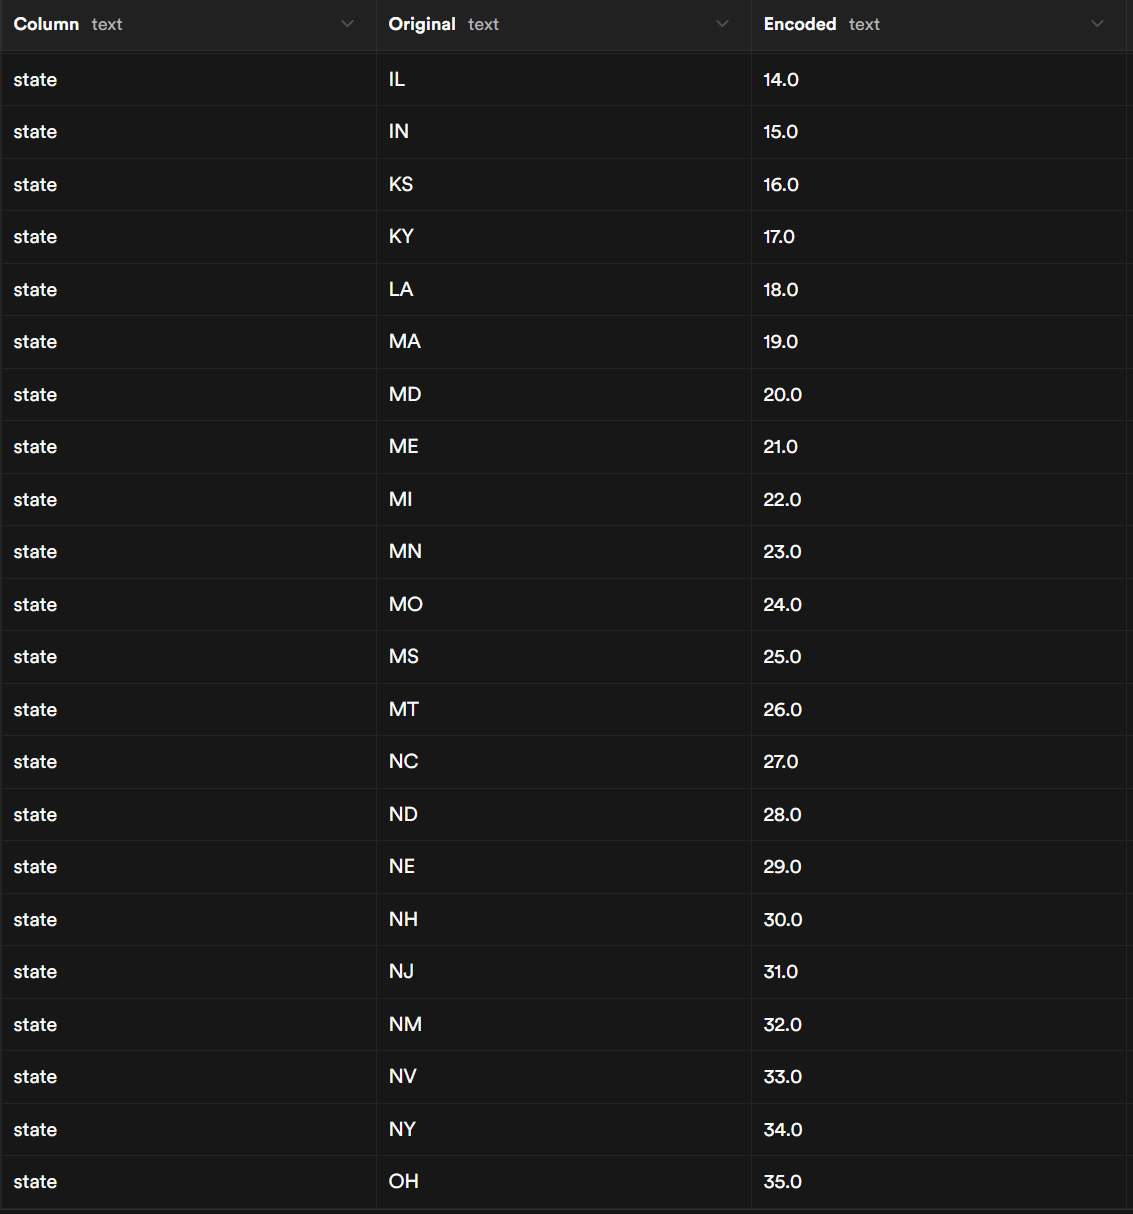 Column text Original text Encoded text
state IL 14.0
state IN 15.0
state KS 16.0
state KY 17.0
state LA 18.0
state MA 19.0
state MD 20.0
state ME 21.0
state MI 22.0
state MN 23.0
state MO 24.0
state MS 25.0
state MT 26.0
state NC 27.0
state ND 28.0
state NE 29.0
state NH 30.0
state NJ 31.0
state NM 32.0
state NV 33.0
state NY 34.0
state OH 35.0